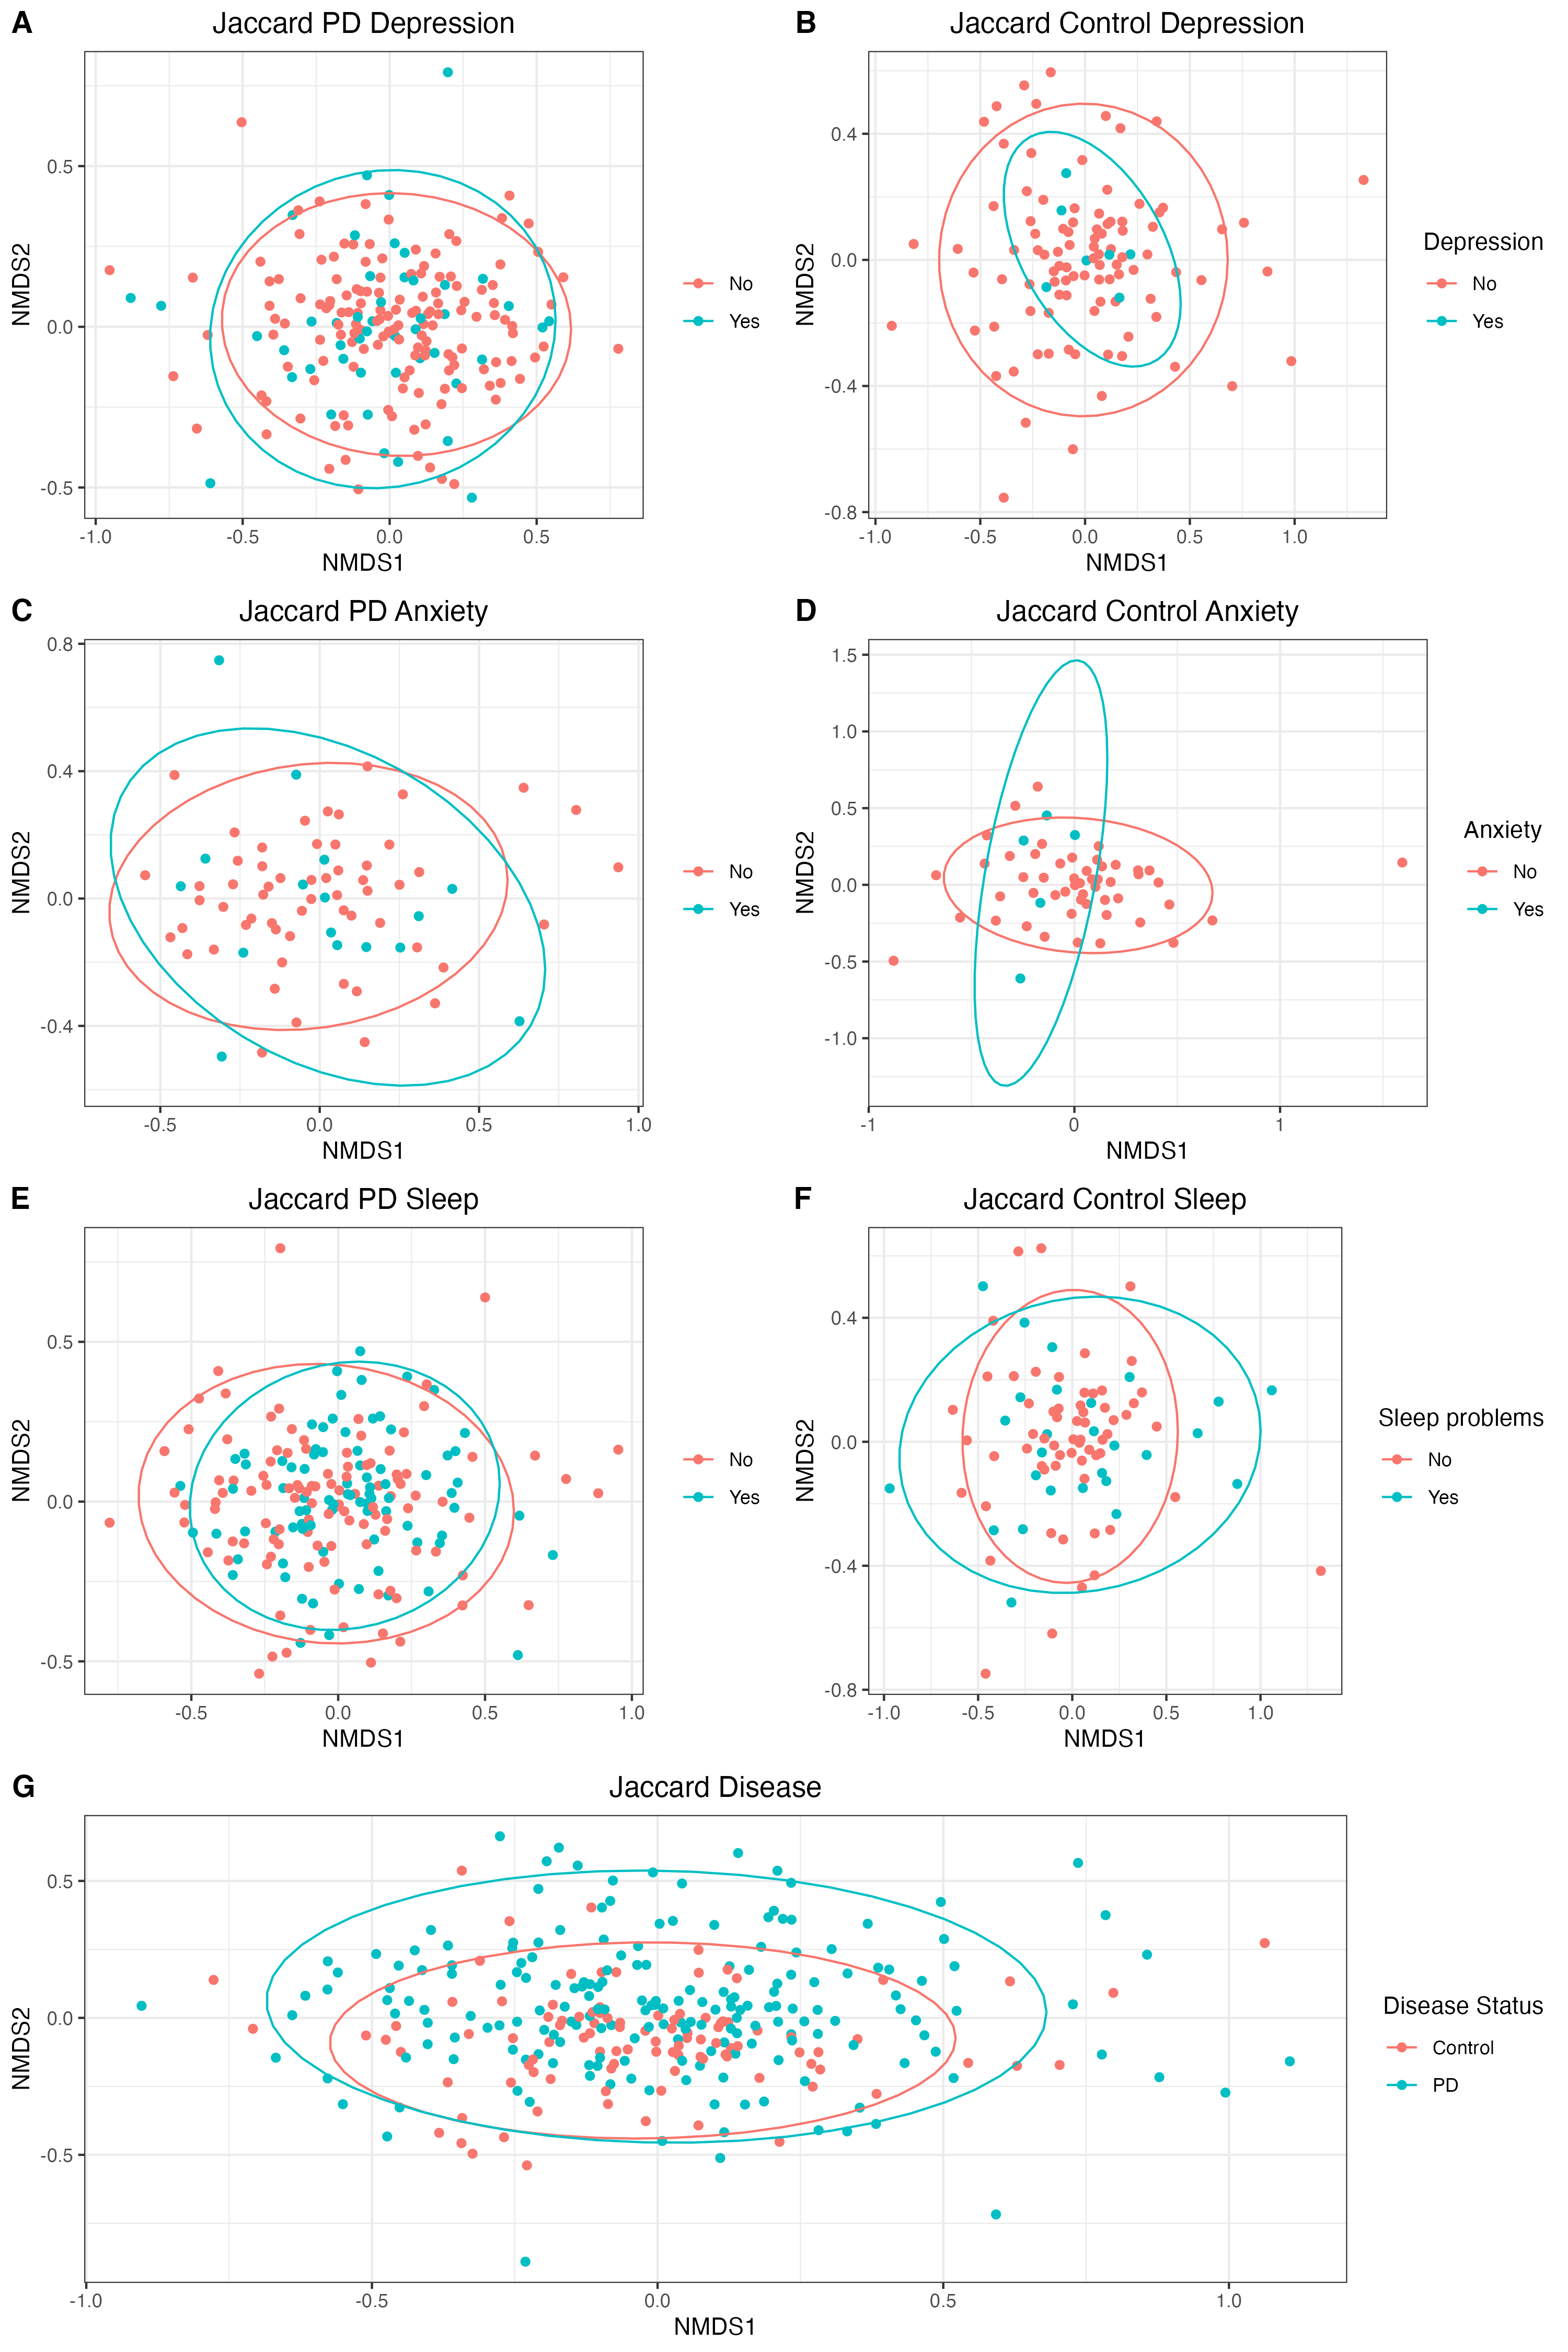 A
Jaccard PD Depression
NMDS2
0.5
0.0
-0.5
-1.0 -0.5 0.0 0.5
NMDS1
No
Yes
B
Jaccard Control Depression
NMDS2
0.4
0.0
-0.4
-0.8
-1.0 -0.5 0.0 0.5 1.0
NMDS1
Depression
No
Yes
C
Jaccard PD Anxiety
NMDS2
0.8
0.4
0.0
-0.4
-0.5 0.0 0.5 1.0
NMDS1
No
Yes
D
Jaccard Control Anxiety
NMDS2
1.5
1.0
0.5
0.0
-0.5
-1.0
-1 0 1
NMDS1
Anxiety
No
Yes
E
Jaccard PD Sleep
NMDS2
0.5
0.0
-0.5
-0.5 0.0 0.5 1.0
NMDS1
No
Yes
F
Jaccard Control Sleep
NMDS2
0.4
0.0
-0.4
-0.8
-1.0 -0.5 0.0 0.5 1.0
NMDS1
Sleep problems
No
Yes
G
Jaccard Disease
NMDS2
0.5
0.0
-0.5
-1.0 -0.5 0.0 0.5 1.0
NMDS1
Disease Status
Control
PD